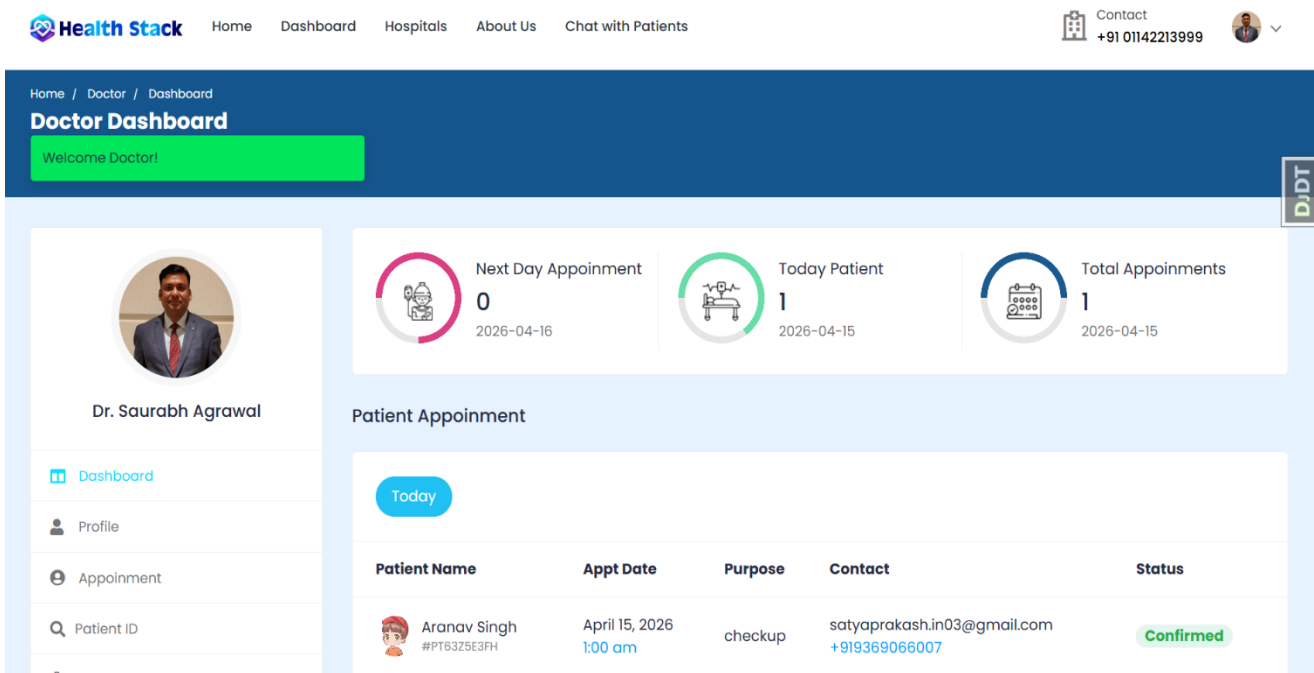 Health Stack Home Dashboard Hospitals About Us Chat with Patients
Contact
+91 01142213999
Home / Doctor / Dashboard
Doctor Dashboard
Welcome Doctor!
DjDT
Next Day Appoinment
0
2026-04-16
Today Patient
1
2026-04-15
Total Appointments
1
2026-04-15
Dr. Saurabh Agrawal
Dashboard
Profile
Appoinment
Patient ID
Patient Appoinment
Today
Patient Name Appt Date Purpose Contact Status
Aranav Singh April 15, 2026 checkup satyaprakash.in03@gmail.com Confirmed
#PT63Z5E3FH 1:00 am +919369066007